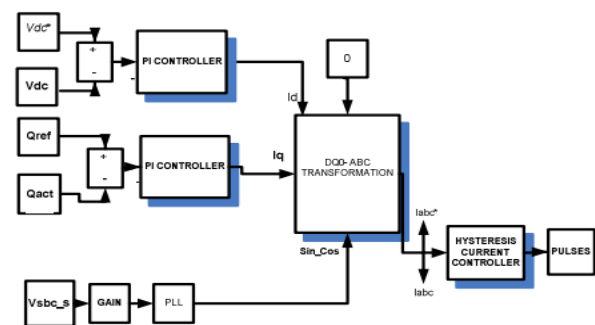 Vdc*
+
-
Vdc
PI CONTROLLER
-
Id
0
Qref
+
-
Qact
PI CONTROLLER
-
Iq
DQ0- ABC
TRANSFORMATION
Sin_Cos
Iabc*
Iabc
HYSTERESIS
CURRENT
CONTROLLER
PULSES
Vsbc_s
GAIN
PLL